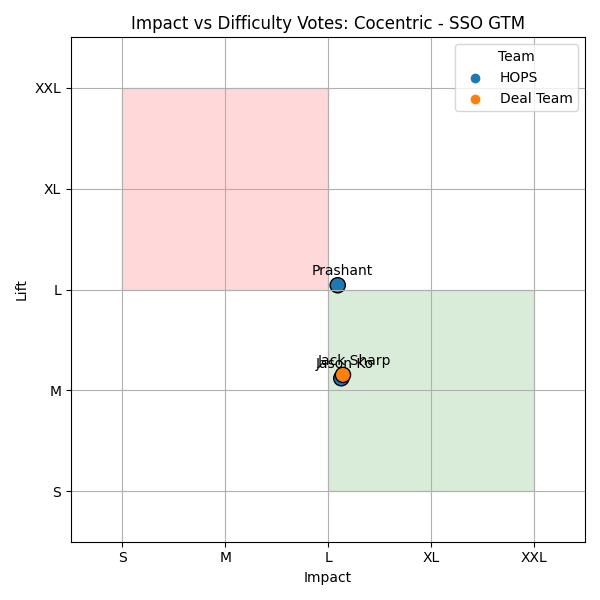 Impact vs Difficulty Votes: Cocentric - SSO GTM
Team
HOPS
Deal Team
XXL
XL
L
M
S
Lift
Prashant
Jack Sharp
Jason Ko
S
M
L
XL
XXL
Impact